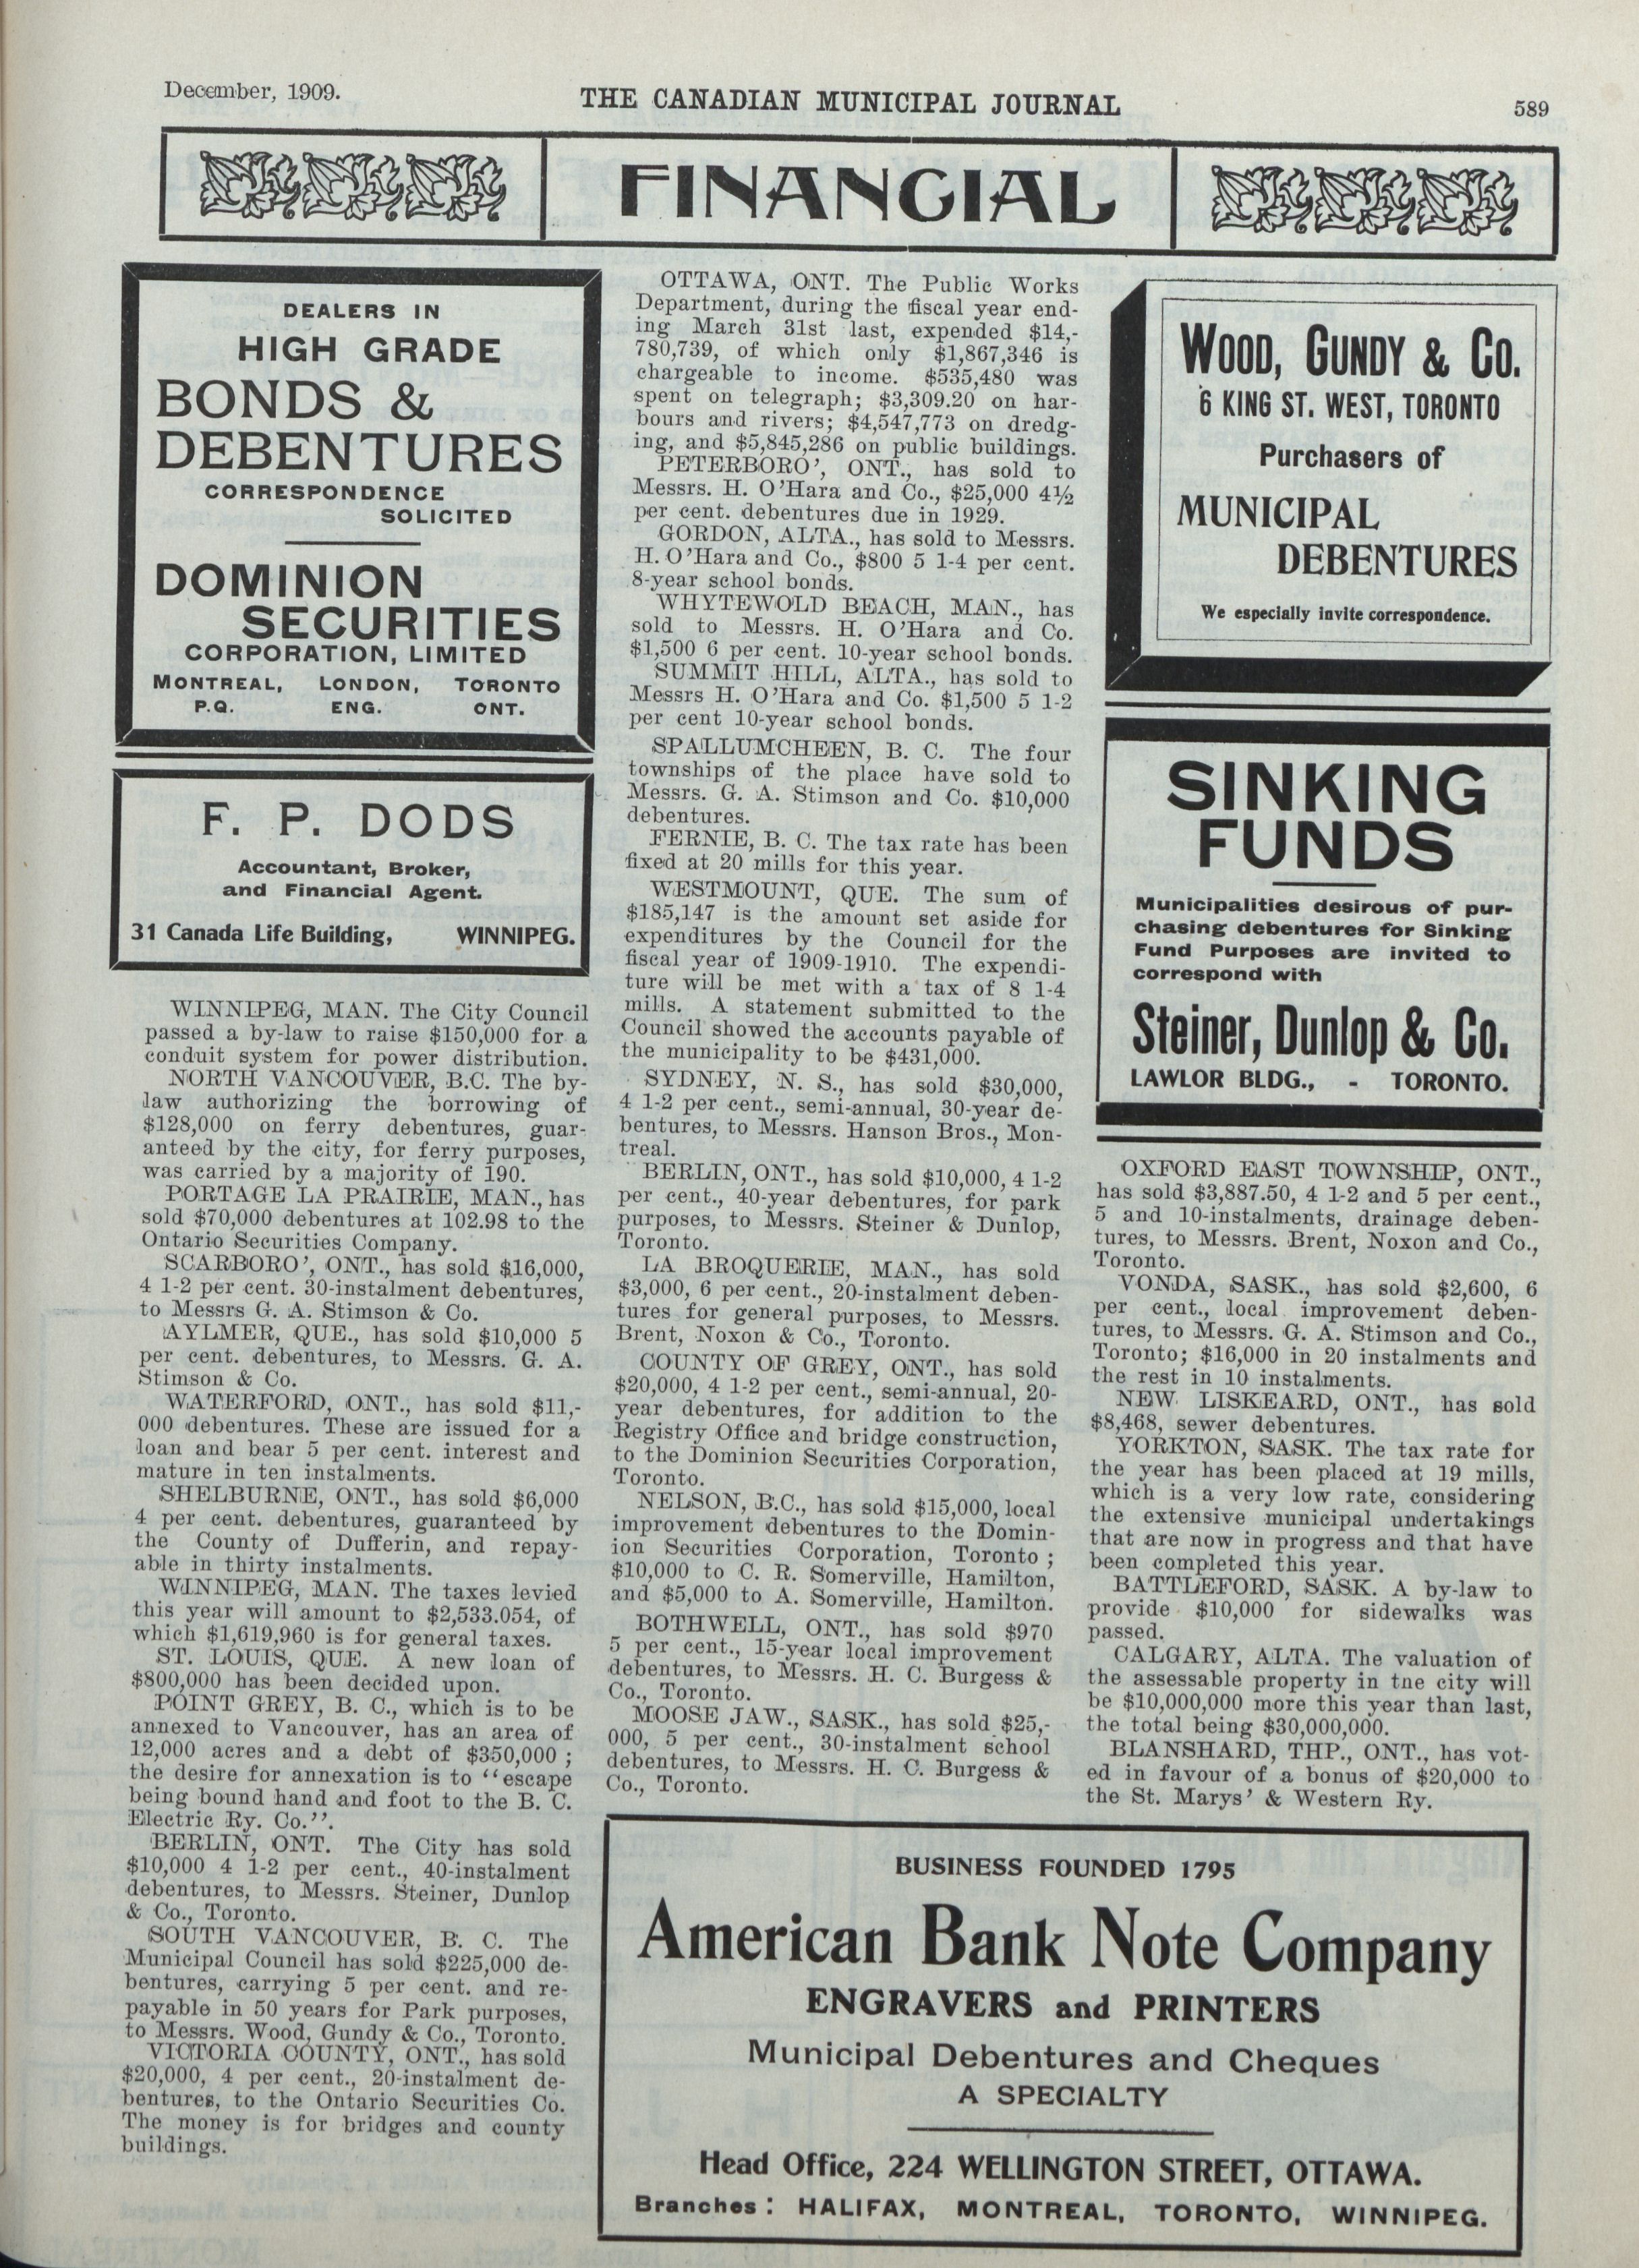 December, 1909.
THE CANADIAN MUNICIPAL JOURNAL
589
FINANCIAL
DEALERS IN
HIGH GRADE
BONDS &
DEBENTURES
CORRESPONDENCE
SOLICITED
DOMINION
SECURITIES
CORPORATION, LIMITED
MONTREAL, LONDON, TORONTO
P.Q. ENG. ONT.
F. P. DODS
Accountant, Broker,
and Financial Agent.
31 Canada Life Building, WINNIPEG.
WINNIPEG, MAN. The City Council
passed a by-law to raise $150,000 for a
conduit system for power distribution.
NORTH VANCOUVER, B.C. The by-
law authorizing the borrowing of
$128,000 on ferry debentures, guar-
anteed by the city, for ferry purposes,
was carried by a majority of 190.
PORTAGE LA PRAIRIE, MAN., has
sold $70,000 debentures at 102.98 to the
Ontario Securities Company.
SCARBORO', ONT., has sold $16,000,
4 1-2 per cent. 30-instalment debentures,
to Messrs G. A. Stimson & Co.
AYLMER, QUE., has sold $10,000 5
per cent. debentures, to Messrs. G. A.
Stimson & Co.
WATERFORD, ONT., has sold $11,-
000 debentures. These are issued for a
loan and bear 5 per cent. interest and
mature in ten instalments.
SHELBURNE, ONT., has sold $6,000
4 per cent. debentures, guaranteed by
the County of Dufferin, and repay-
able in thirty instalments.
WINNIPEG, MAN. The taxes levied
this year will amount to $2,533.054, of
which $1,619,960 is for general taxes.
ST. LOUIS, QUE. A new loan of
$800,000 has been decided upon.
POINT GREY, B. C., which is to be
annexed to Vancouver, has an area of
12,000 acres and a debt of $350,000 ;
the desire for annexation is to "escape
being bound hand and foot to the B. C.
Electric Ry. Co.".
BERLIN, ONT. The City has sold
$10,000 4 1-2 per cent., 40-instalment
debentures, to Messrs. Steiner, Dunlop
& Co., Toronto.
SOUTH VANCOUVER, B. C. The
Municipal Council has sold $225,000 de-
bentures, carrying 5 per cent. and re-
payable in 50 years for Park purposes,
to Messrs. Wood, Gundy & Co., Toronto.
VICTORIA COUNTY, ONT., has sold
$20,000, 4 per cent., 20-instalment de-
bentures, to the Ontario Securities Co.
The money is for bridges and county
buildings.
OTTAWA, ONT. The Public Works
Department, during the fiscal year end-
ing March 31st last, expended $14,-
780,739, of which only $1,867,346 is
chargeable to income. $535,480 was
spent on telegraph; $3,309.20 on har-
bours and rivers; $4,547,773 on dredg-
ing, and $5,845,286 on public buildings.
PETERBORO', ONT., has sold to
Messrs. H. O'Hara and Co., $25,000 4½
per cent. debentures due in 1929.
GORDON, ALTA., has sold to Messrs.
H. O'Hara and Co., $800 5 1-4 per cent.
8-year school bonds.
WHYTEWOLD BEACH, MAN., has
sold to Messrs. H. O'Hara and Co.
$1,500 6 per cent. 10-year school bonds.
SUMMIT HILL, ALTA., has sold to
Messrs H. O'Hara and Co. $1,500 5 1-2
per cent 10-year school bonds.
SPALLUMCHEEN, B. C. The four
townships of the place have sold to
Messrs. G. A. Stimson and Co. $10,000
debentures.
FERNIE, B. C. The tax rate has been
fixed at 20 mills for this year.
WESTMOUNT, QUE. The sum of
$185,147 is the amount set aside for
expenditures by the Council for the
fiscal year of 1909-1910. The expendi-
ture will be met with a tax of 8 1-4
mills. A statement submitted to the
Council showed the accounts payable of
the municipality to be $431,000.
SYDNEY, N. S., has sold $30,000,
4 1-2 per cent., semi-annual, 30-year de-
bentures, to Messrs. Hanson Bros., Mon-
treal.
BERLIN, ONT., has sold $10,000, 4 1-2
per cent., 40-year debentures, for park
purposes, to Messrs. Steiner & Dunlop,
Toronto.
LA BROQUERIE, MAN., has sold
$3,000, 6 per cent., 20-instalment deben-
tures for general purposes, to Messrs.
Brent, Noxon & Co., Toronto.
COUNTY OF GREY, ONT., has sold
$20,000, 4 1-2 per cent., semi-annual, 20-
year debentures, for addition to the
Registry Office and bridge construction,
to the Dominion Securities Corporation,
Toronto.
NELSON, B.C., has sold $15,000, local
improvement debentures to the Domin-
ion Securities Corporation, Toronto ;
$10,000 to C. R. Somerville, Hamilton,
and $5,000 to A. Somerville, Hamilton.
BOTHWELL, ONT., has sold $970
5 per cent., 15-year local improvement
debentures, to Messrs. H. C. Burgess &
Co., Toronto.
MOOSE JAW., SASK., has sold $25,-
000, 5 per cent., 30-instalment school
debentures, to Messrs. H. C. Burgess &
Co., Toronto.
WOOD, GUNDY & CO.
6 KING ST. WEST, TORONTO
Purchasers of
MUNICIPAL
DEBENTURES
We especially invite correspondence.
SINKING
FUNDS
Municipalities desirous of pur-
chasing debentures for Sinking
Fund Purposes are invited to
correspond with
Steiner, Dunlop & Co.
LAWLOR BLDG., - TORONTO.
OXFORD EAST TOWNSHIP, ONT.,
has sold $3,887.50, 4 1-2 and 5 per cent.,
5 and 10-instalments, drainage deben-
tures, to Messrs. Brent, Noxon and Co.,
Toronto.
VONDA, SASK., has sold $2,600, 6
per cent., local improvement deben-
tures, to Messrs. G. A. Stimson and Co.,
Toronto; $16,000 in 20 instalments and
the rest in 10 instalments.
NEW LISKEARD, ONT., has sold
$8,468, sewer debentures.
YORKTON, SASK. The tax rate for
the year has been placed at 19 mills,
which is a very low rate, considering
the extensive municipal undertakings
that are now in progress and that have
been completed this year.
BATTLEFORD, SASK. A by-law to
provide $10,000 for sidewalks was
passed.
CALGARY, ALTA. The valuation of
the assessable property in tne city will
be $10,000,000 more this year than last,
the total being $30,000,000.
BLANSHARD, THP., ONT., has vot-
ed in favour of a bonus of $20,000 to
the St. Marys' & Western Ry.
BUSINESS FOUNDED 1795
American Bank Note Company
ENGRAVERS and PRINTERS
Municipal Debentures and Cheques
A SPECIALTY
Head Office, 224 WELLINGTON STREET, OTTAWA.
Branches: HALIFAX, MONTREAL, TORONTO, WINNIPEG.